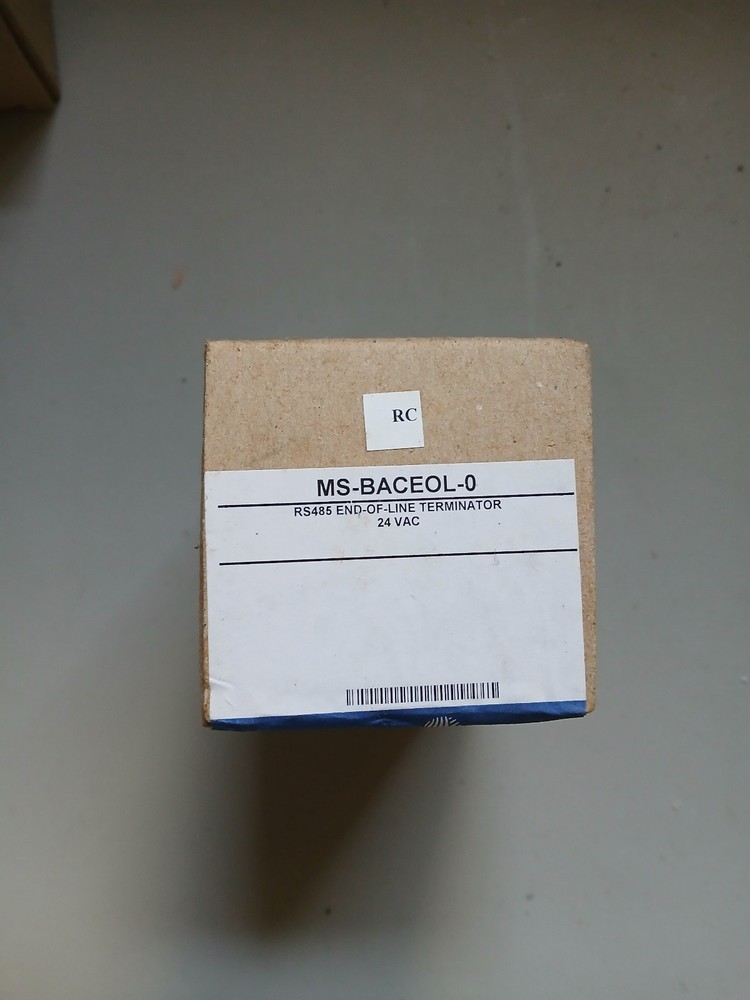 RC
MS-BACEOL-0
RS485 END-OF-LINE TERMINATOR
24 VAC